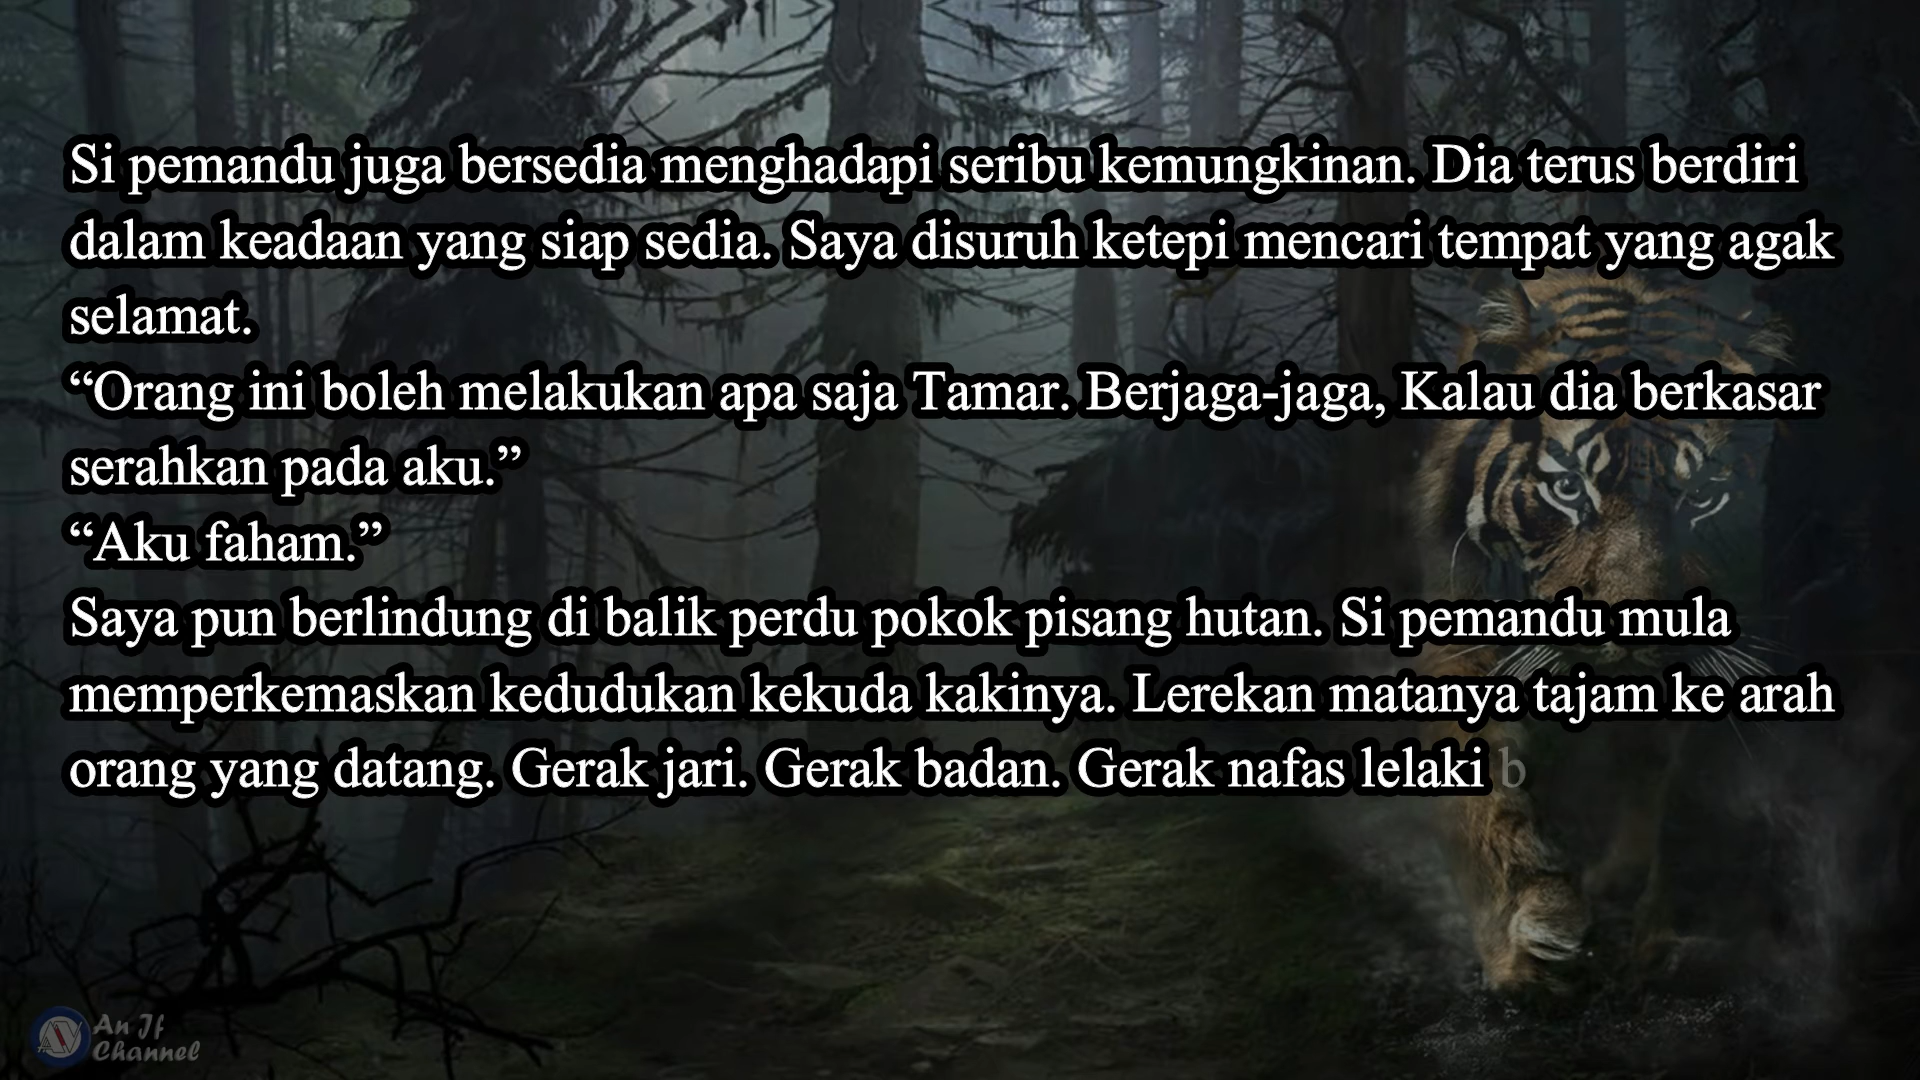 Si pemandu juga bersedia menghadapi seribu kemungkinan. Dia terus berdiri
dalam keadaan yang siap sedia. Saya disuruh ketepi mencari tempat yang agak
selamat.
“Orang ini boleh melakukan apa saja Tamar. Berjaga-jaga, Kalau dia berkasar
serahkan pada aku.”
“Aku faham.”
Saya pun berlindung di balik perdu pokok pisang hutan. Si pemandu mula
memperkemaskan kedudukan kekuda kakinya. Lerekan matanya tajam ke arah
orang yang datang. Gerak jari. Gerak badan. Gerak nafas lelaki b
An If
Channel